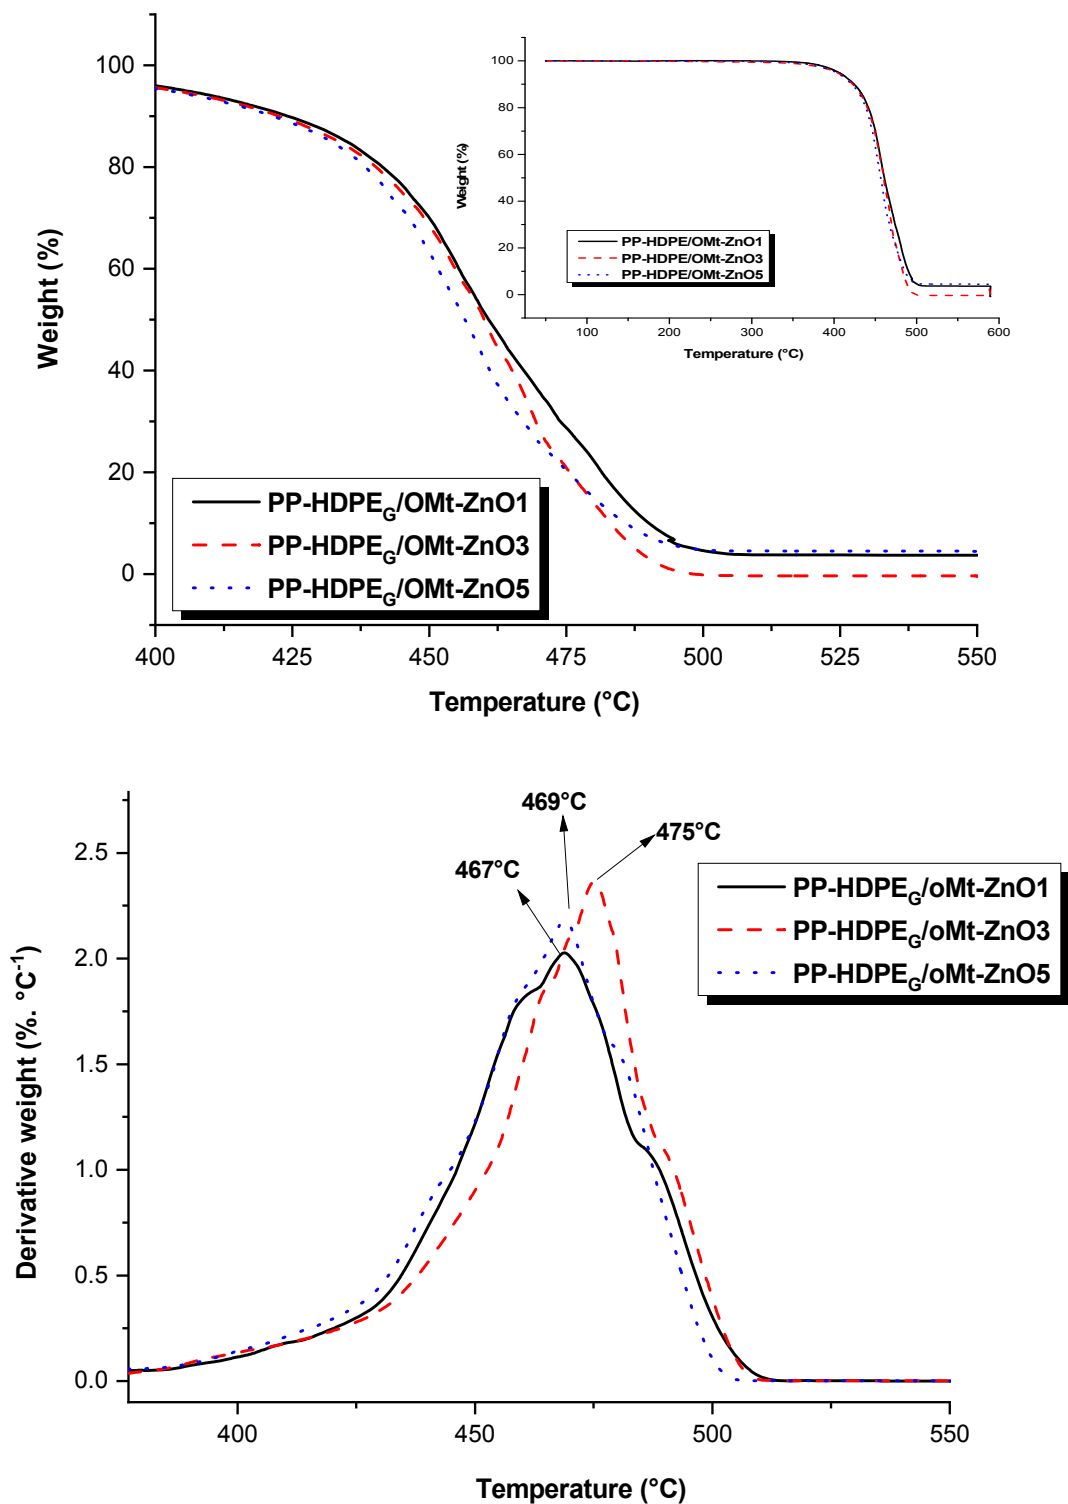 100
80
60
40
20
0
Weight (%)
400
425
450
475
500
525
550
Temperature (°C)
PP-HDPEG/OMt-ZnO1
PP-HDPEG/OMt-ZnO3
PP-HDPEG/OMt-ZnO5
100
80
60
40
20
0
Weight (%)
100
200
300
400
500
600
Temperature (°C)
PP-HDPE/OMt-ZnO1
PP-HDPE/OMt-ZnO3
PP-HDPE/OMt-ZnO5
469°C
475°C
467°C
PP-HDPEG/oMt-ZnO1
PP-HDPEG/oMt-ZnO3
PP-HDPEG/oMt-ZnO5
2.5
2.0
1.5
1.0
0.5
0.0
Derivative weight (%. °C-1)
400
450
500
550
Temperature (°C)